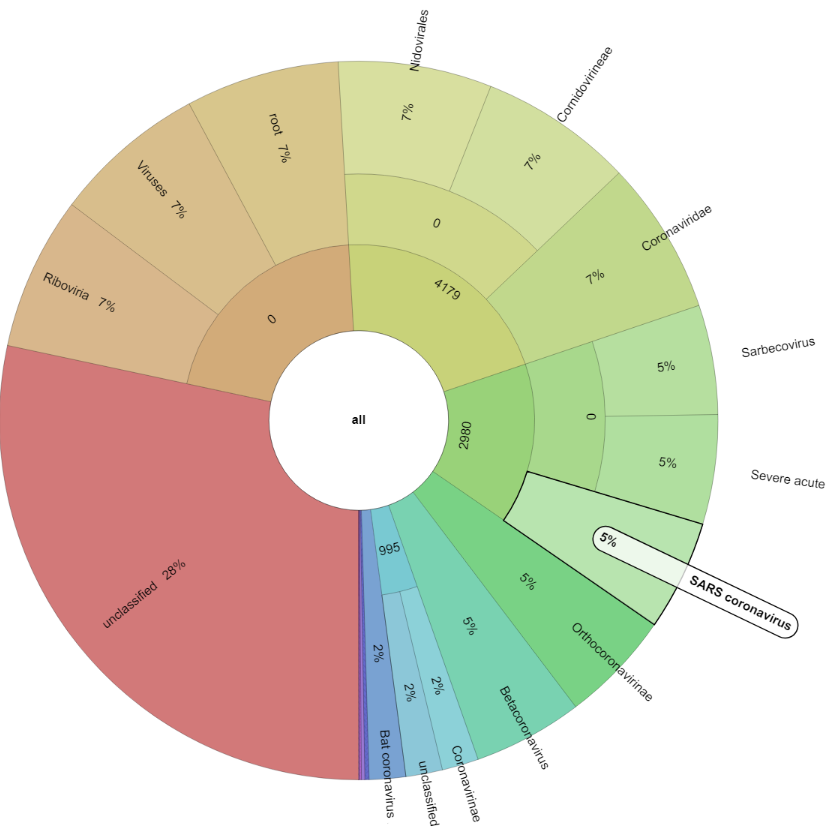 Nidovirales
7%
Cornidovirineae
7%
root 7%
Viruses 7%
Riboviria 7%
0
0
4179
Coronaviridae
7%
Sarbecovirus
5%
0
all
2980
Severe acute
5%
5%
SARS coronavirus
Orthocoronavirinae
5%
Betacoronavirus
5%
995
Coronavirinae
2%
unclassified
2%
Bat coronavirus
2%
unclassified 28%